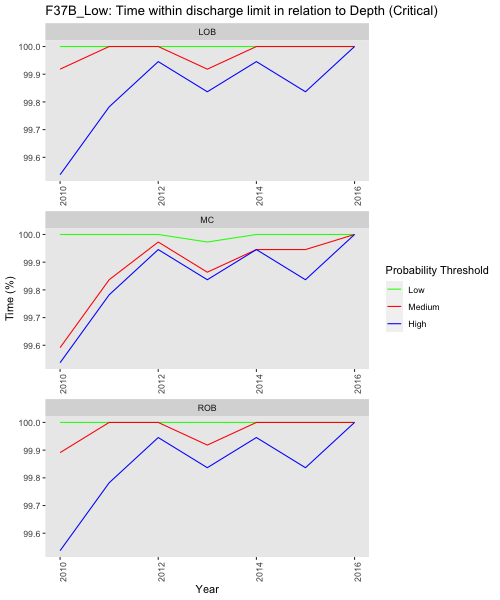 F37B_Low: Time within discharge limit in relation to Depth (Critical)
LOB
100.0
99.9
99.8
99.7
99.6
2010
2012
2014
2016
MC
100.0
99.9
99.8
99.7
99.6
2010
2012
2014
2016
ROB
100.0
99.9
99.8
99.7
99.6
2010
2012
2014
2016
Time (%)
Year
Probability Threshold
Low
Medium
High